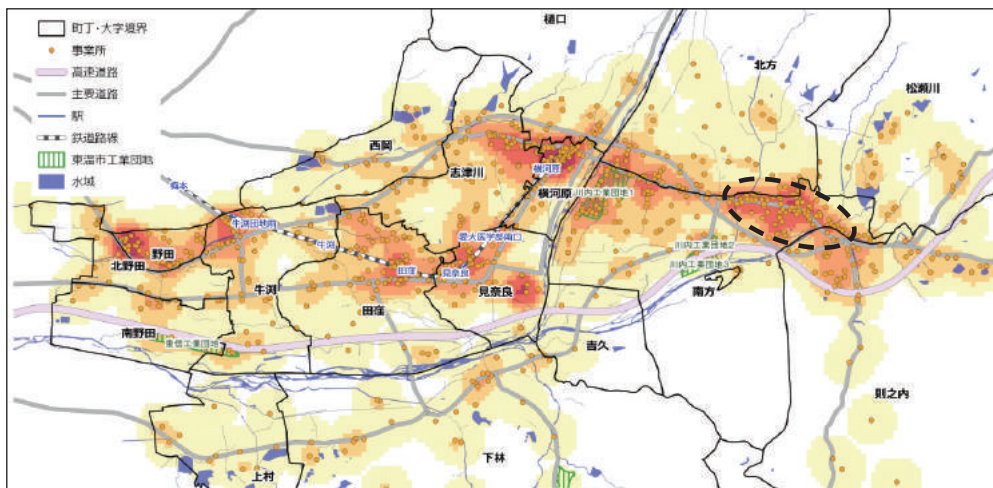 町丁・大字境界
事業所
高速道路
主要道路
駅
鉄道路線
東温市工業団地
水域
樋口
北方
松瀬川
西岡
志津川
横河原
横河原
川内工業団地1
牛渕団地前
牛渕
愛大医学部南口
野田
北野田
川内工業団地2
川内工業団地3
田窪
見奈良
牛渕
見奈良
南方
田窪
南野田
東信工業団地
吉久
則之内
下林
上村